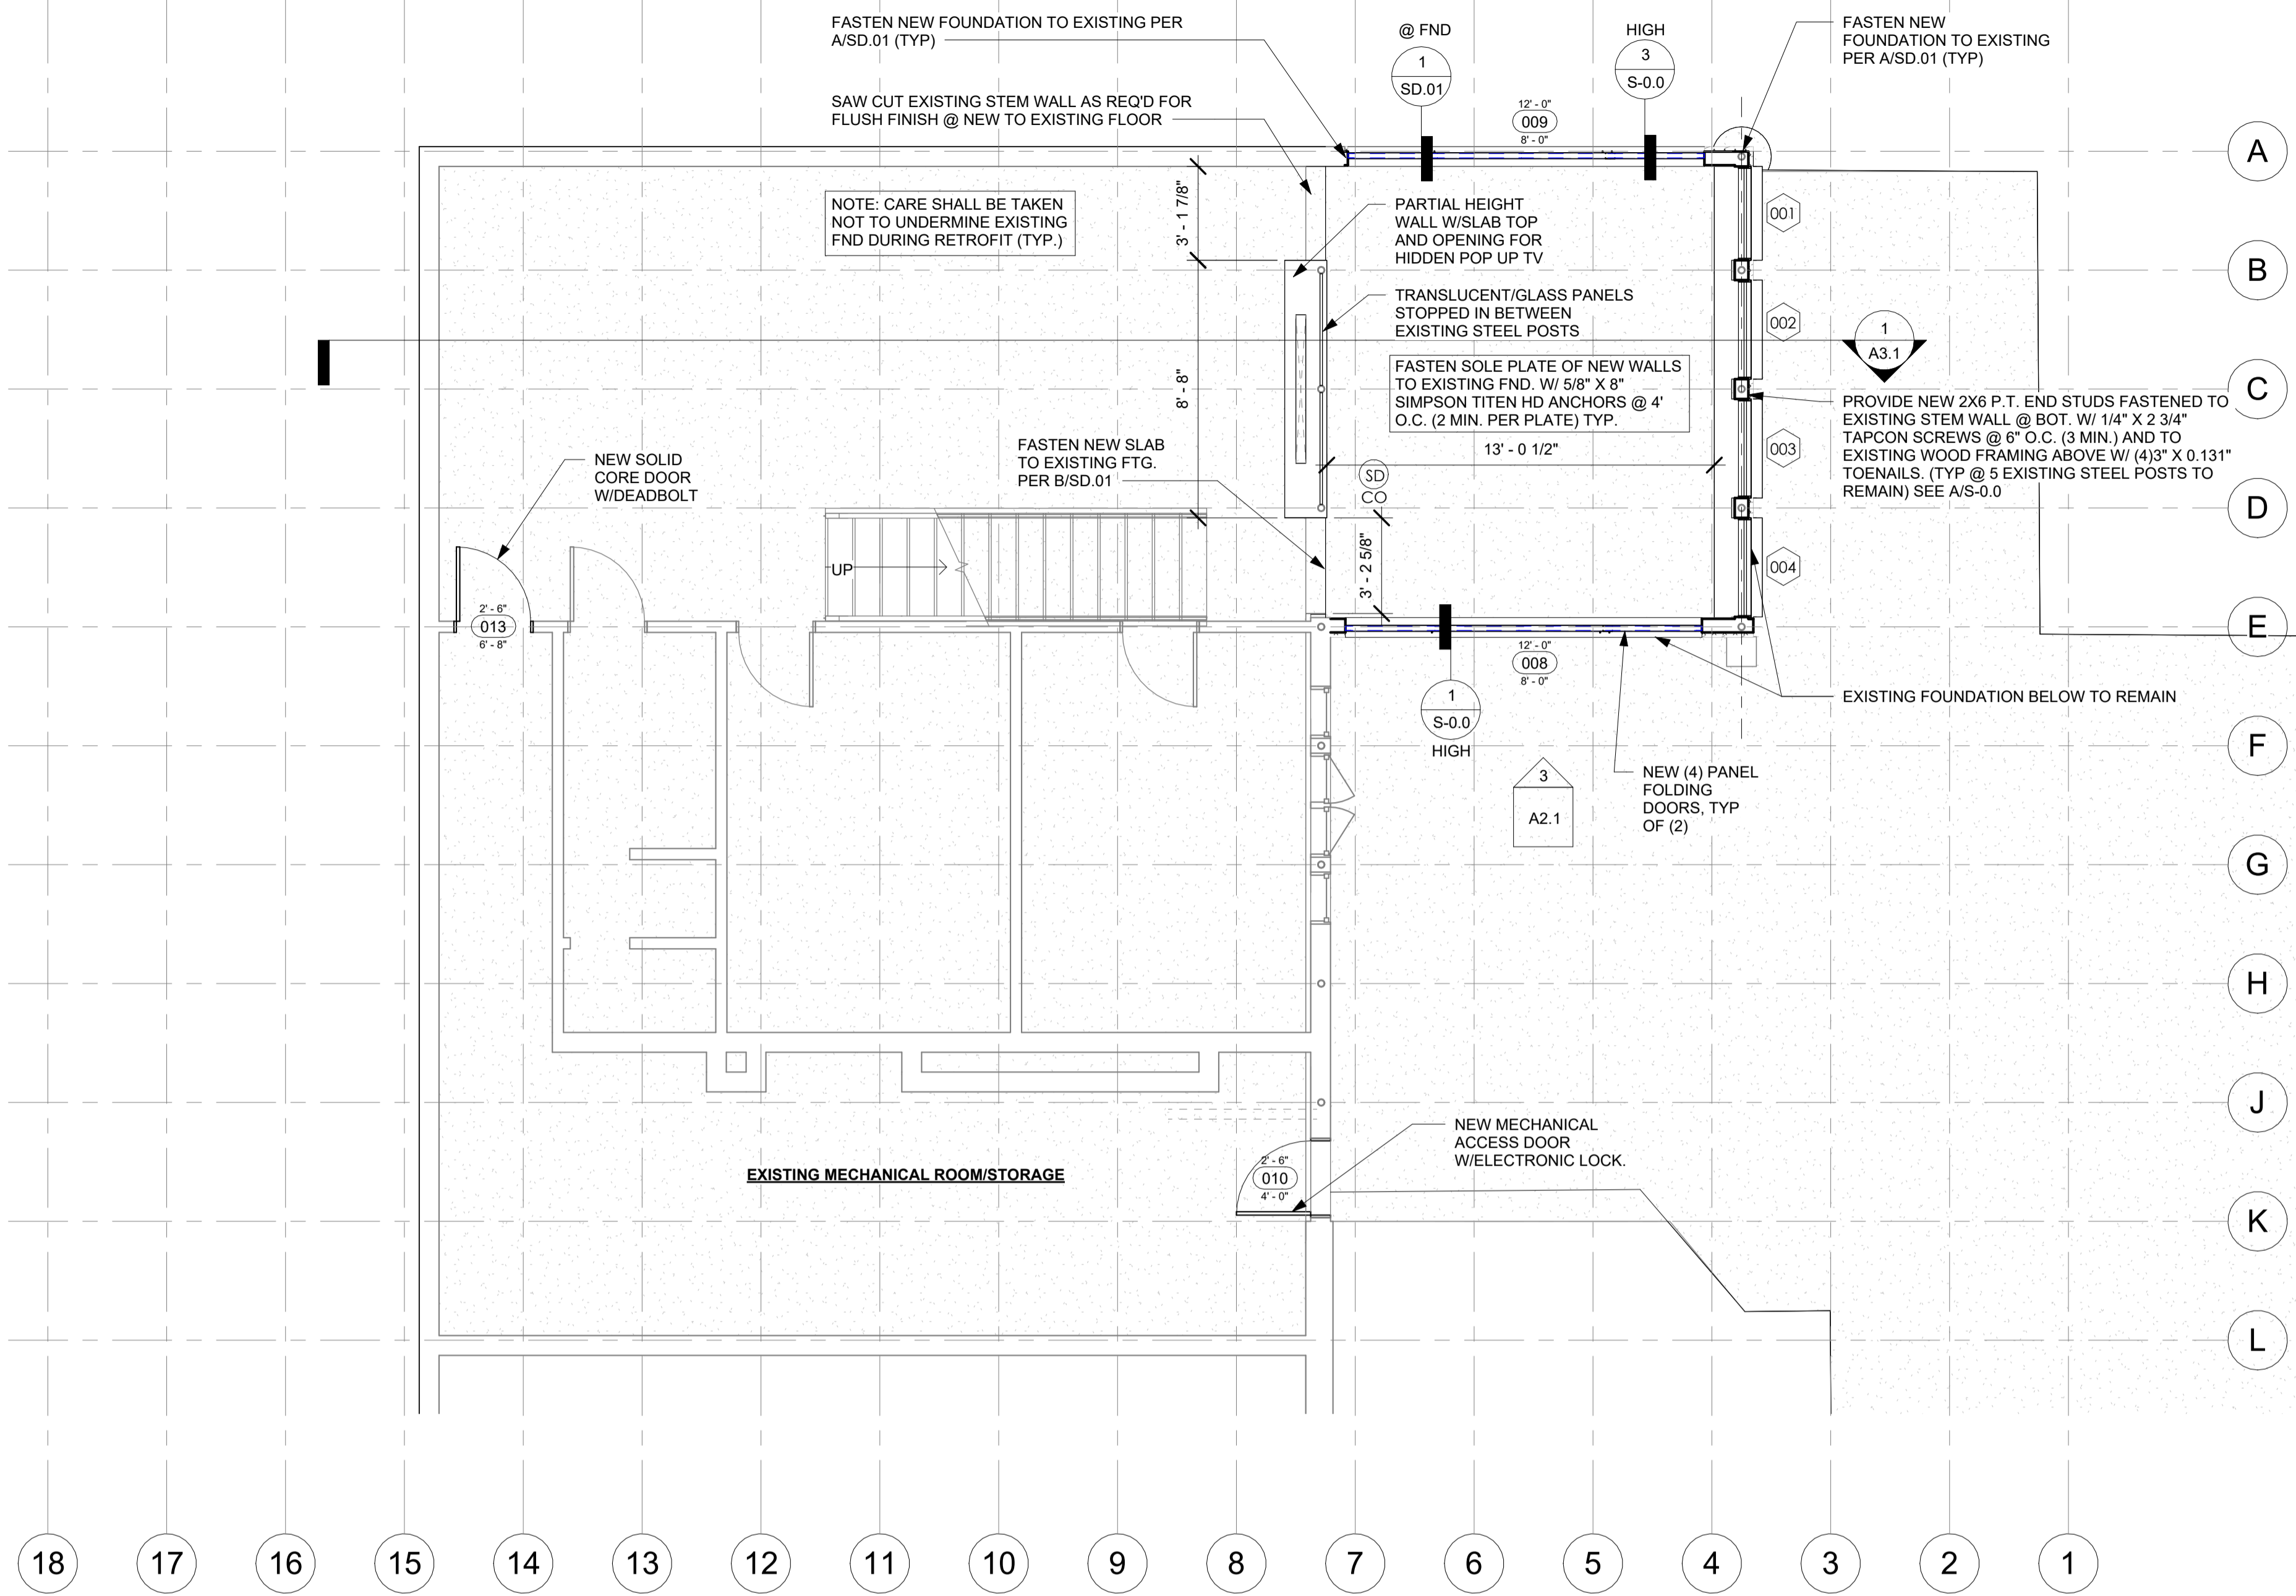 FASTEN NEW FOUNDATION TO EXISTING PER
A/SD.01 (TYP)
@ FND
1
SD.01
HIGH
3
S-0.0
FASTEN NEW
FOUNDATION TO EXISTING
PER A/SD.01 (TYP)
SAW CUT EXISTING STEM WALL AS REQ'D FOR
FLUSH FINISH @ NEW TO EXISTING FLOOR
12' - 0"
009
8' - 0"
A
NOTE: CARE SHALL BE TAKEN
NOT TO UNDERMINE EXISTING
FND DURING RETROFIT (TYP.)
3' - 1 7/8"
PARTIAL HEIGHT
WALL W/SLAB TOP
AND OPENING FOR
HIDDEN POP UP TV
001
B
TRANSLUCENT/GLASS PANELS
STOPPED IN BETWEEN
EXISTING STEEL POSTS
002
1
A3.1
8' - 8"
FASTEN SOLE PLATE OF NEW WALLS
TO EXISTING FND. W/ 5/8" X 8"
SIMPSON TITEN HD ANCHORS @ 4'
O.C. (2 MIN. PER PLATE) TYP.
C
PROVIDE NEW 2X6 P.T. END STUDS FASTENED TO
EXISTING STEM WALL @ BOT. W/ 1/4" X 2 3/4"
TAPCON SCREWS @ 6" O.C. (3 MIN.) AND TO
EXISTING WOOD FRAMING ABOVE W/ (4)3" X 0.131"
TOENAILS. (TYP @ 5 EXISTING STEEL POSTS TO
REMAIN) SEE A/S-0.0
003
13' - 0 1/2"
FASTEN NEW SLAB
TO EXISTING FTG.
PER B/SD.01
NEW SOLID
CORE DOOR
W/DEADBOLT
SD
CO
D
3' - 2 5/8"
UP
004
2' - 6"
013
6' - 8"
E
12' - 0"
008
8' - 0"
1
S-0.0
HIGH
EXISTING FOUNDATION BELOW TO REMAIN
F
3
A2.1
NEW (4) PANEL
FOLDING
DOORS, TYP
OF (2)
G
H
J
NEW MECHANICAL
ACCESS DOOR
W/ELECTRONIC LOCK.
EXISTING MECHANICAL ROOM/STORAGE
2' - 6"
010
4' - 0"
K
L
18 17 16 15 14 13 12 11 10 9 8 7 6 5 4 3 2 1